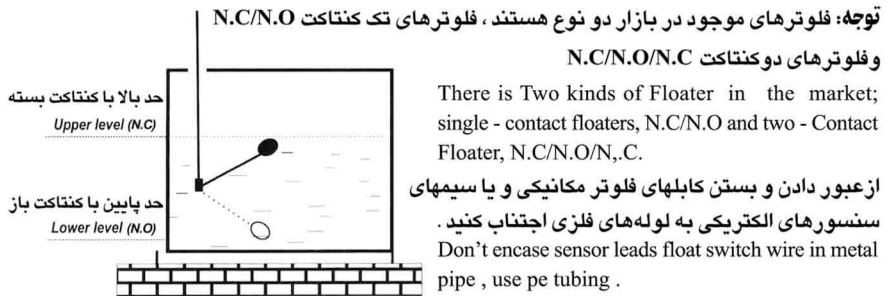 توجه: فلوترهای موجود در بازار دو نوع هستند ، فلوترهای تک کنتاکت N.C/N.O
وفلوترهای دوکنتاکت N.C/N.O/N.C
There is Two kinds of Floater in the market;
single - contact floaters, N.C/N.O and two - Contact
Floater, N.C/N.O/N,.C.
ازعبور دادن و بستن کابلهای فلوتر مکانیکی و یا سیمهای
سنسورهای الکتریکی به لوله‌های فلزی اجتناب کنید .
Don’t encase sensor leads float switch wire in metal
pipe , use pe tubing .
حد بالا با کنتاکت بسته
Upper level (N.C)
حد پایین با کنتاکت باز
Lower level (N.O)